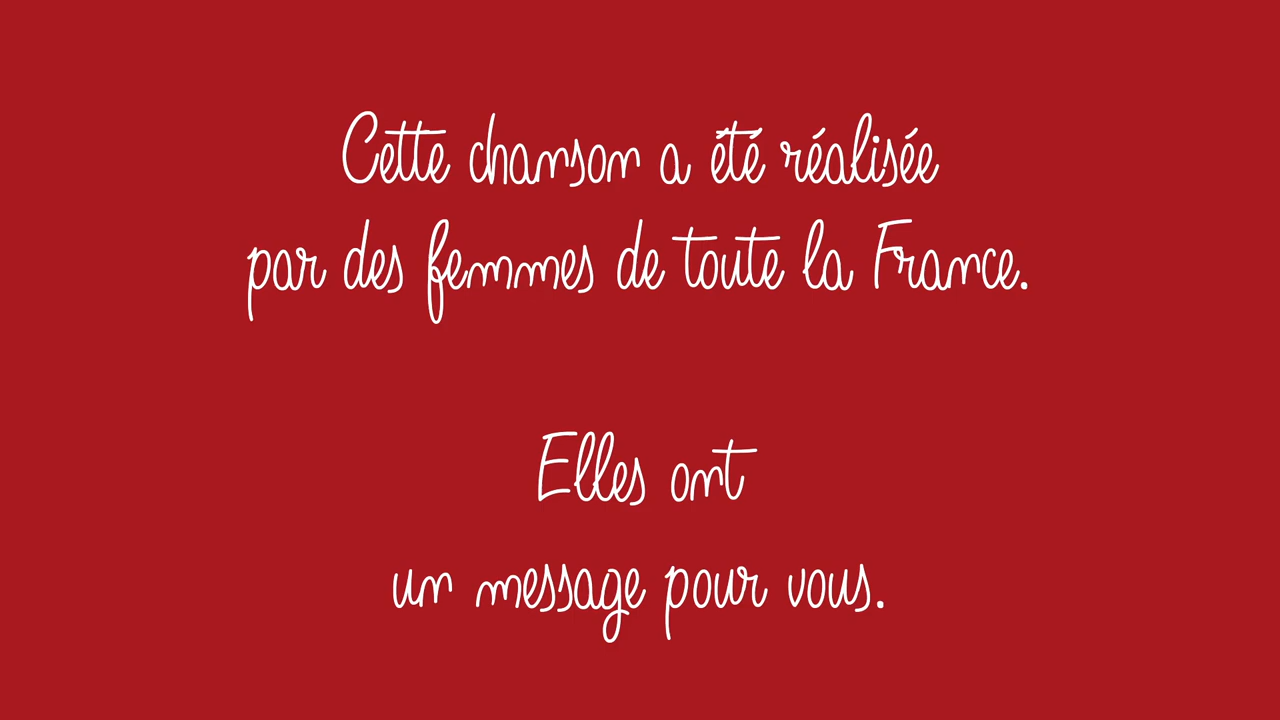 Cette chanson a été réalisée
par des femmes de toute la France.
Elles ont
un message pour vous.